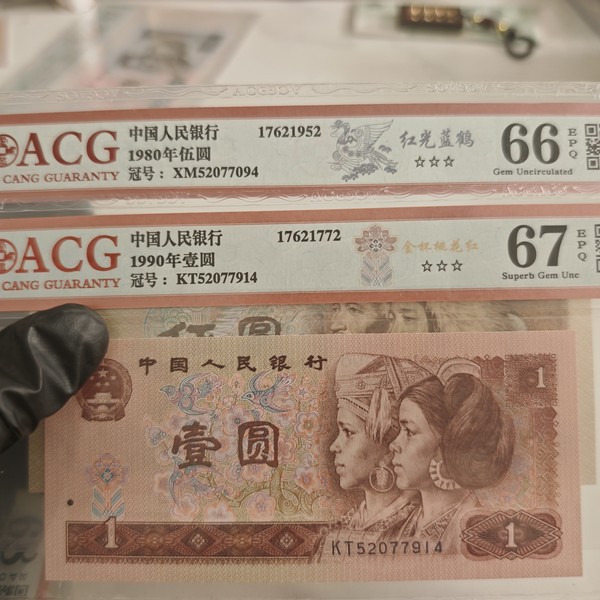 ACG
CANG GUARANTY
中国人民银行 17621952
1980年伍圆
冠号：XM52077094
红光蓝鹤
☆☆☆
66 EPQ
Gem Uncirculated
ACG
CANG GUARANTY
中国人民银行 17621772
1990年壹圆
冠号：KT52077914
金杯桃花红
☆☆☆
67 EPQ
Superb Gem Unc
伍圆
中国人民银行
1
壹圆
1
KT52077914
1